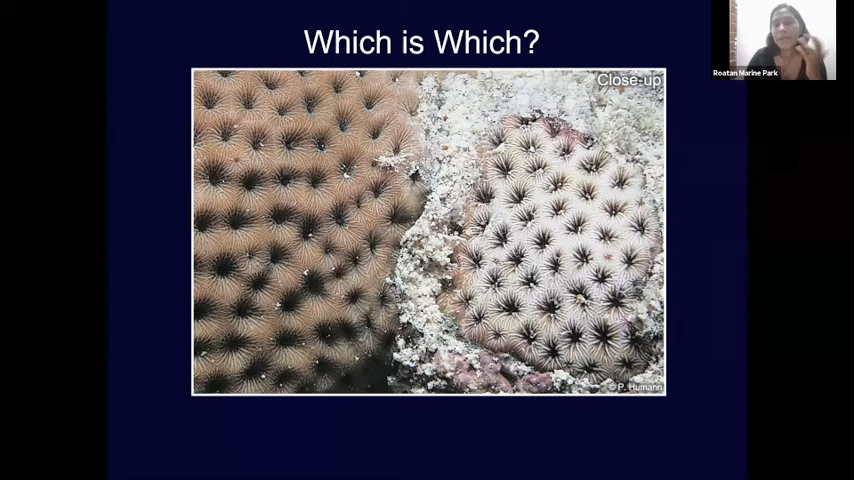 Which is Which?
Close-up
Roatan Marine Park
© P. Humann